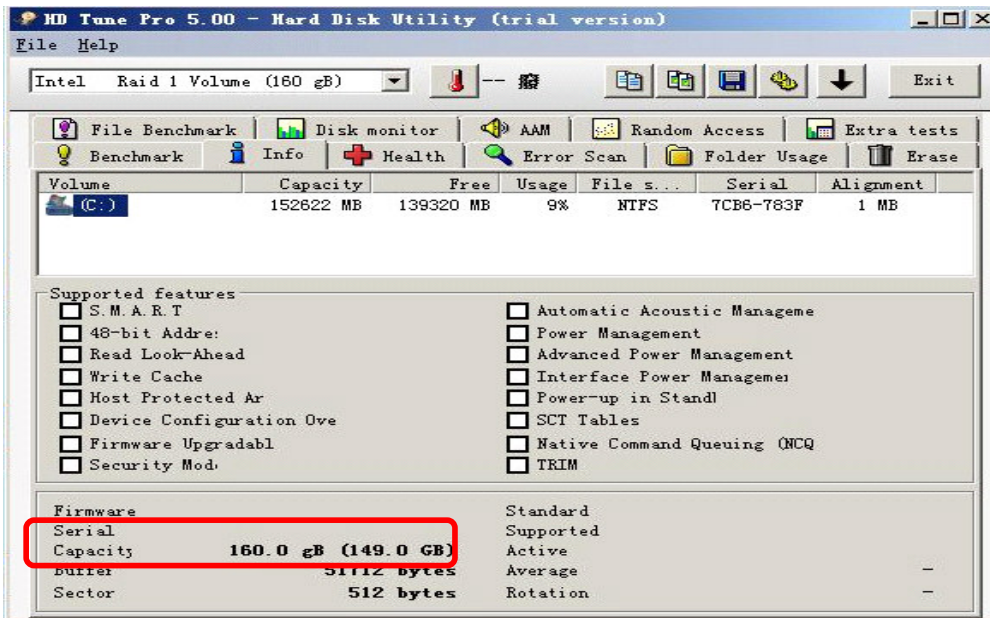 HD Tune Pro 5.00 - Hard Disk Utility (trial version)
File Help
Intel Raid 1 Volume (160 gB) -- 癈 Exit
File Benchmark Disk monitor AAM Random Access Extra tests
Benchmark Info Health Error Scan Folder Usage Erase
Volume Capacity Free Usage File s... Serial Alignment
(C:) 152622 MB 139320 MB 9% NTFS 7CB6-783F 1 MB
Supported features
S.M.A.R.T Automatic Acoustic Manageme
48-bit Addre: Power Management
Read Look-Ahead Advanced Power Management
Write Cache Interface Power Managemen
Host Protected Ar Power-up in Standl
Device Configuration Ove SCT Tables
Firmware Upgradabl Native Command Queuing (NCQ
Security Mod TRIM
Firmware Standard
Serial Supported
Capacity 160.0 gB (149.0 GB) Active
Buffer bytes Average -
Sector 512 bytes Rotation -